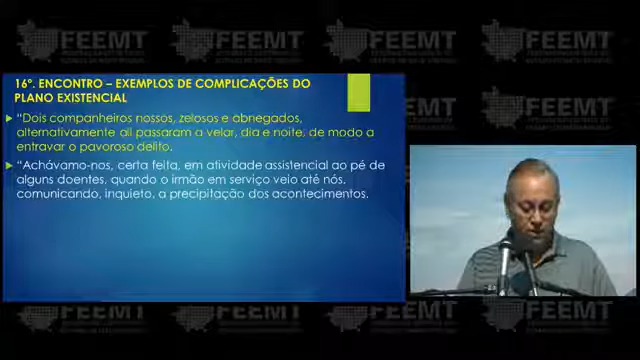 FEEMT
FEEMT
FEEMT
FEEMT
16º. ENCONTRO – EXEMPLOS DE COMPLICAÇÕES DO
PLANO EXISTENCIAL
"Dois companheiros nossos, zelosos e abnegados,
alternativamente ali passaram a velar, dia e noite, de modo a
entravar o pavoroso delito.
"Achávamo-nos, certa feita, em atividade assistencial ao pé de
alguns doentes, quando o irmão em serviço veio até nós,
comunicando, inquieto, a precipitação dos acontecimentos.
FEEMT
FEEMT
FEEMT
FEEMT
FEEMT